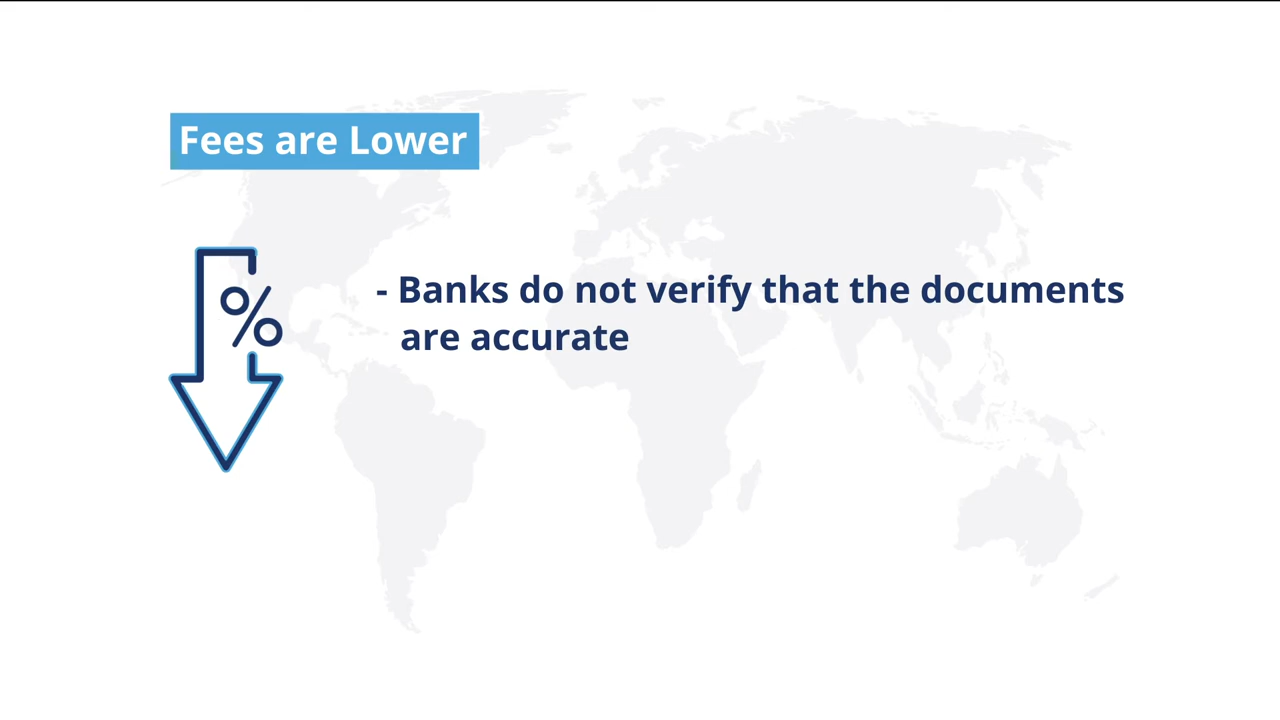 Fees are Lower
%
- Banks do not verify that the documents
are accurate